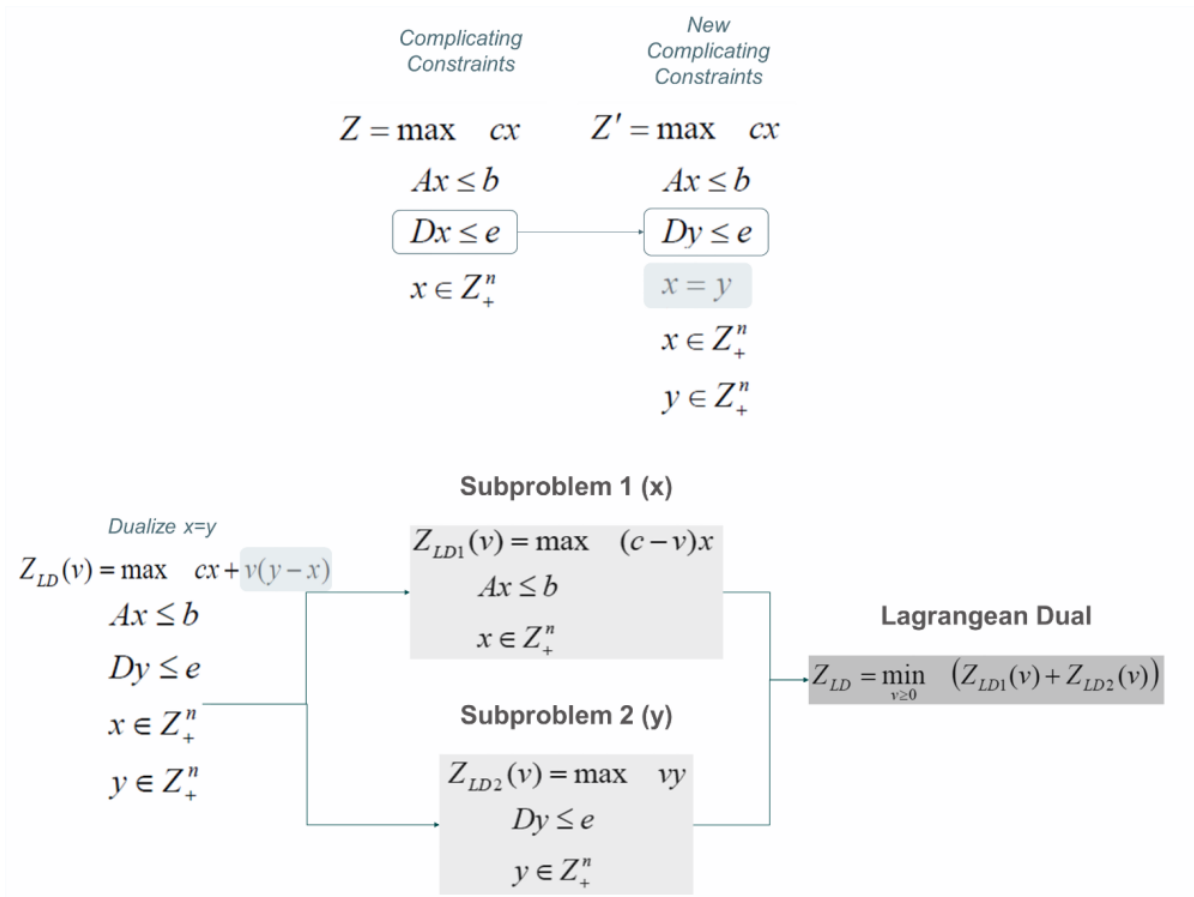 Complicating
Constraints
Z = max cx
Ax ≤ b
Dx ≤ e
x ∈ Z₊ⁿ
New
Complicating
Constraints
Z' = max cx
Ax ≤ b
Dy ≤ e
x = y
x ∈ Z₊ⁿ
y ∈ Z₊ⁿ
Dualize x=y
Z_LD(v) = max cx + v(y − x)
Ax ≤ b
Dy ≤ e
x ∈ Z₊ⁿ
y ∈ Z₊ⁿ
Subproblem 1 (x)
Z_LD1(v) = max (c − v)x
Ax ≤ b
x ∈ Z₊ⁿ
Subproblem 2 (y)
Z_LD2(v) = max vy
Dy ≤ e
y ∈ Z₊ⁿ
Lagrangean Dual
Z_LD = min (Z_LD1(v) + Z_LD2(v))
v≥0